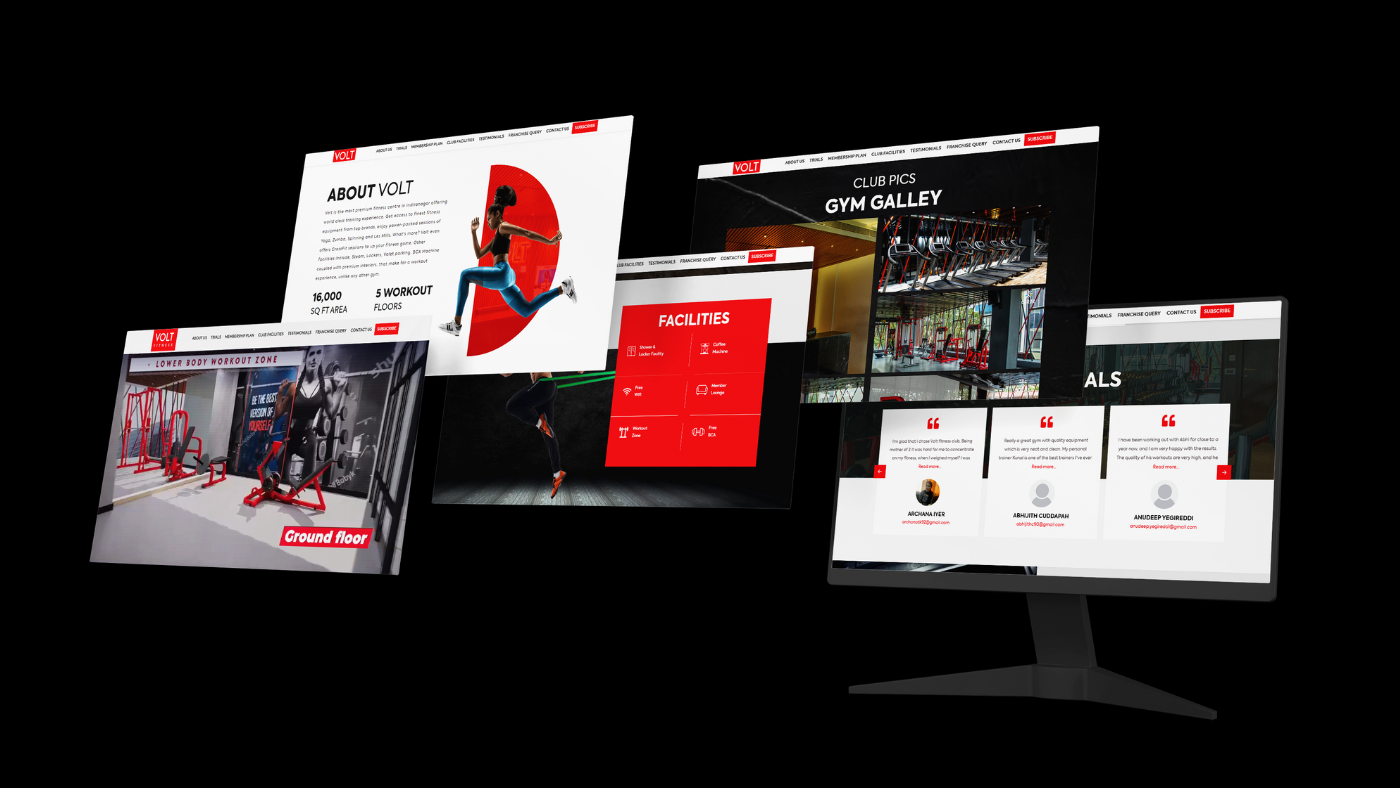 VOLT
ABOUT US TRIALS MEMBERSHIP PLAN CLUB FACILITIES TESTIMONIALS FRANCHISE QUERY CONTACT US SUBSCRIBE
ABOUT VOLT
Volt is the most premium fitness centre in
offering
world class training experience. Get access to finest fitness
equipment from top brands, enjoy power-packed sessions of
Yoga, Zumba, Spinning and Les Mills. What's more? Volt even
offers CrossFit sessions to up your fitness game. Other
facilities include, Steam, Lockers, Valet parking, BCA Machine
coupled with premium interiors, that make for a workout
experience, unlike any other gym.
16,000
SQ FT AREA
5 WORKOUT
FLOORS
VOLT
ABOUT US TRIALS MEMBERSHIP PLAN CLUB FACILITIES TESTIMONIALS FRANCHISE QUERY CONTACT US SUBSCRIBE
CLUB PICS
GYM GALLEY
VOLT
FITNESS
ABOUT US TRIALS MEMBERSHIP PLAN CLUB FACILITIES TESTIMONIALS FRANCHISE QUERY CONTACT US SUBSCRIBE
LOWER BODY WORKOUT ZONE
BE THE BEST
VERSION OF
YOURSELF
Ground floor
FACILITIES TESTIMONIALS FRANCHISE QUERY CONTACT US SUBSCRIBE
FACILITIES
Shower &
Locker Facility
Coffee
Machine
Free
Wifi
Member
Lounge
Workout
Zone
Free
BCA
FRANCHISE QUERY CONTACT US SUBSCRIBE
ALS
I'm glad that I chose Volt fitness club. Being
mother of 2 it was hard for me to concentrate
on my fitness, when I weighed myself I was
Read more..
ARCHANA IYER
Really a great gym with quality equipment
which is very neat and clean. My personal
trainer Kamal is one of the best trainers I've ever
Read more..
ABHIJITH CUDDAPAH
I have been working out with Abhi for close to a
year now, and I am very happy with the results.
The quality of his workouts are very high, and he
Read more..
ANUDEEP YEGIREDDI
anudeepyegireddi@gmail.com